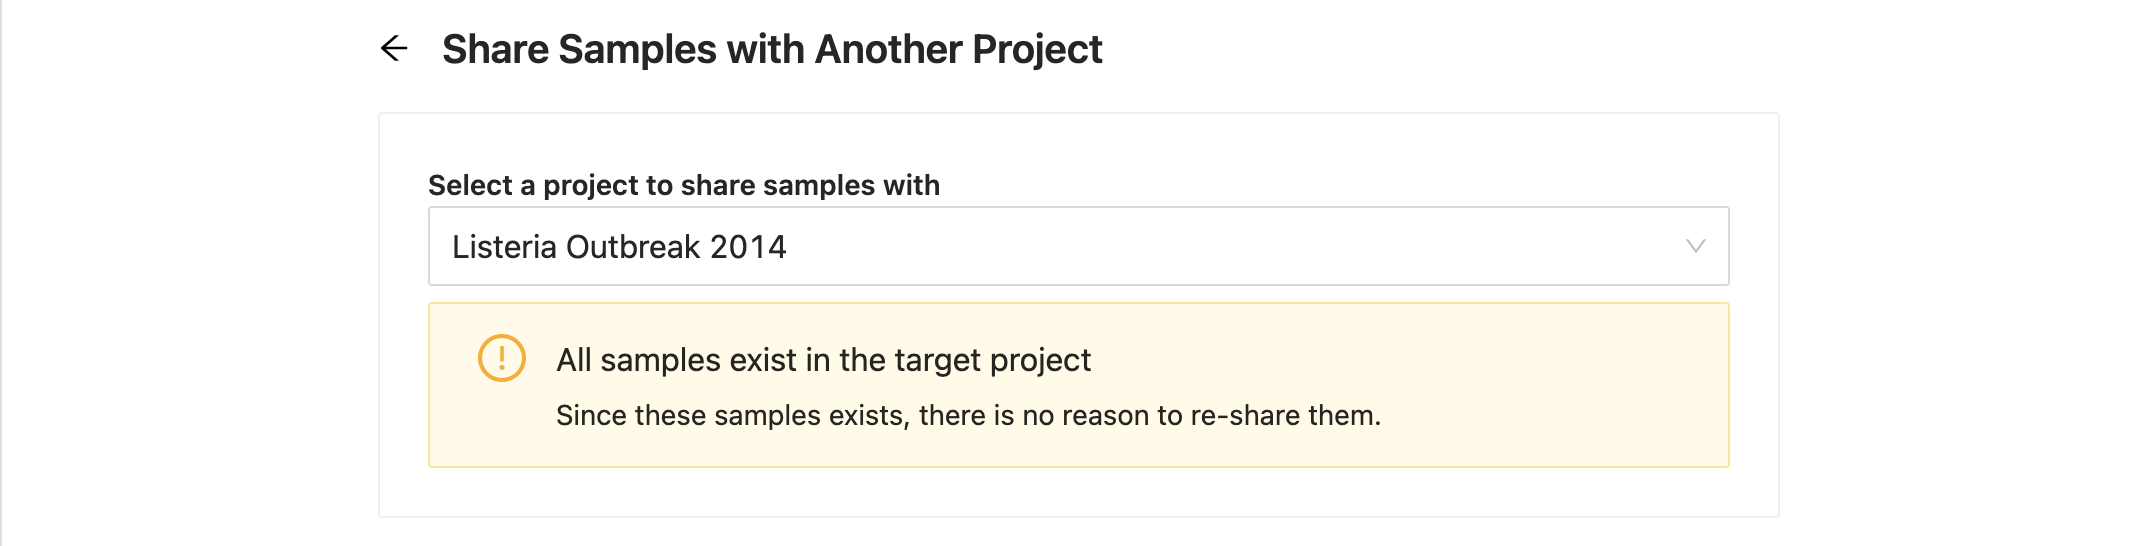 Share Samples with Another Project
Select a project to share samples with
Listeria Outbreak 2014
All samples exist in the target project
Since these samples exists, there is no reason to re-share them.